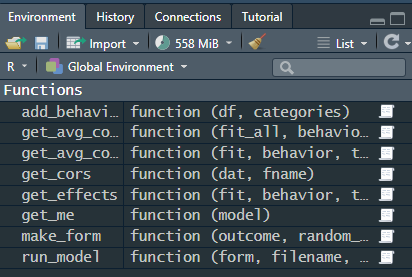 Environment History Connections Tutorial
Import 558 MiB List
R Global Environment
Functions
add_behavi… function (df, categories)
get_avg_co… function (fit_all, behavio…
get_avg_co… function (fit, behavior, t…
get_cors function (dat, fname)
get_effects function (fit, behavior, t…
get_me function (model)
make_form function (outcome, random_…
run_model function (form, filename, …